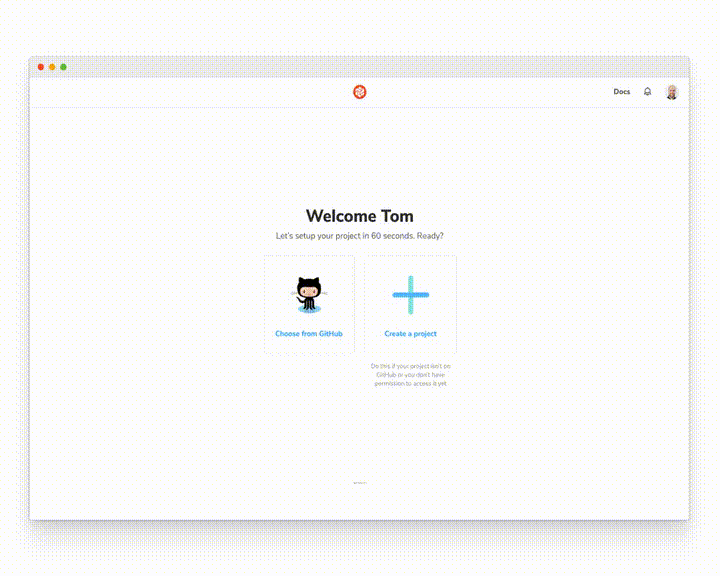 Docs
Welcome Tom
Let's setup your project in 60 seconds. Ready?
Choose from GitHub
Create a project
Do this if your project isn't on
GitHub or you don't have
permission to access it yet